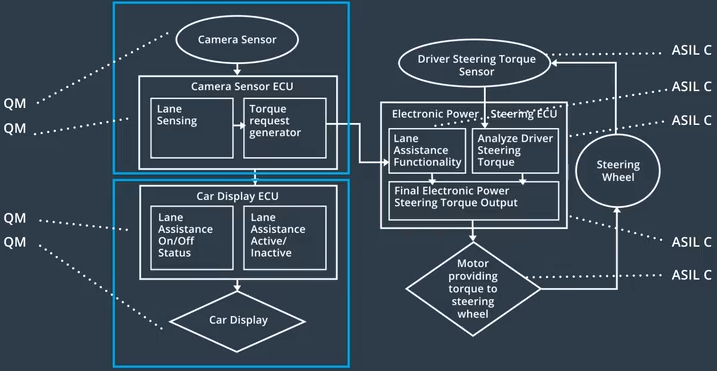 Camera Sensor
Camera Sensor ECU
Lane
Sensing
Torque
request
generator
QM
QM
Car Display ECU
Lane
Assistance
On/Off
Status
Lane
Assistance
Active/
Inactive
Car Display
QM
QM
Driver Steering Torque
Sensor
Electronic Power Steering ECU
Lane
Assistance
Functionality
Analyze Driver
Steering
Torque
Final Electronic Power
Steering Torque Output
Motor
providing
torque to
steering
wheel
Steering
Wheel
ASIL C
ASIL C
ASIL C
ASIL C
ASIL C